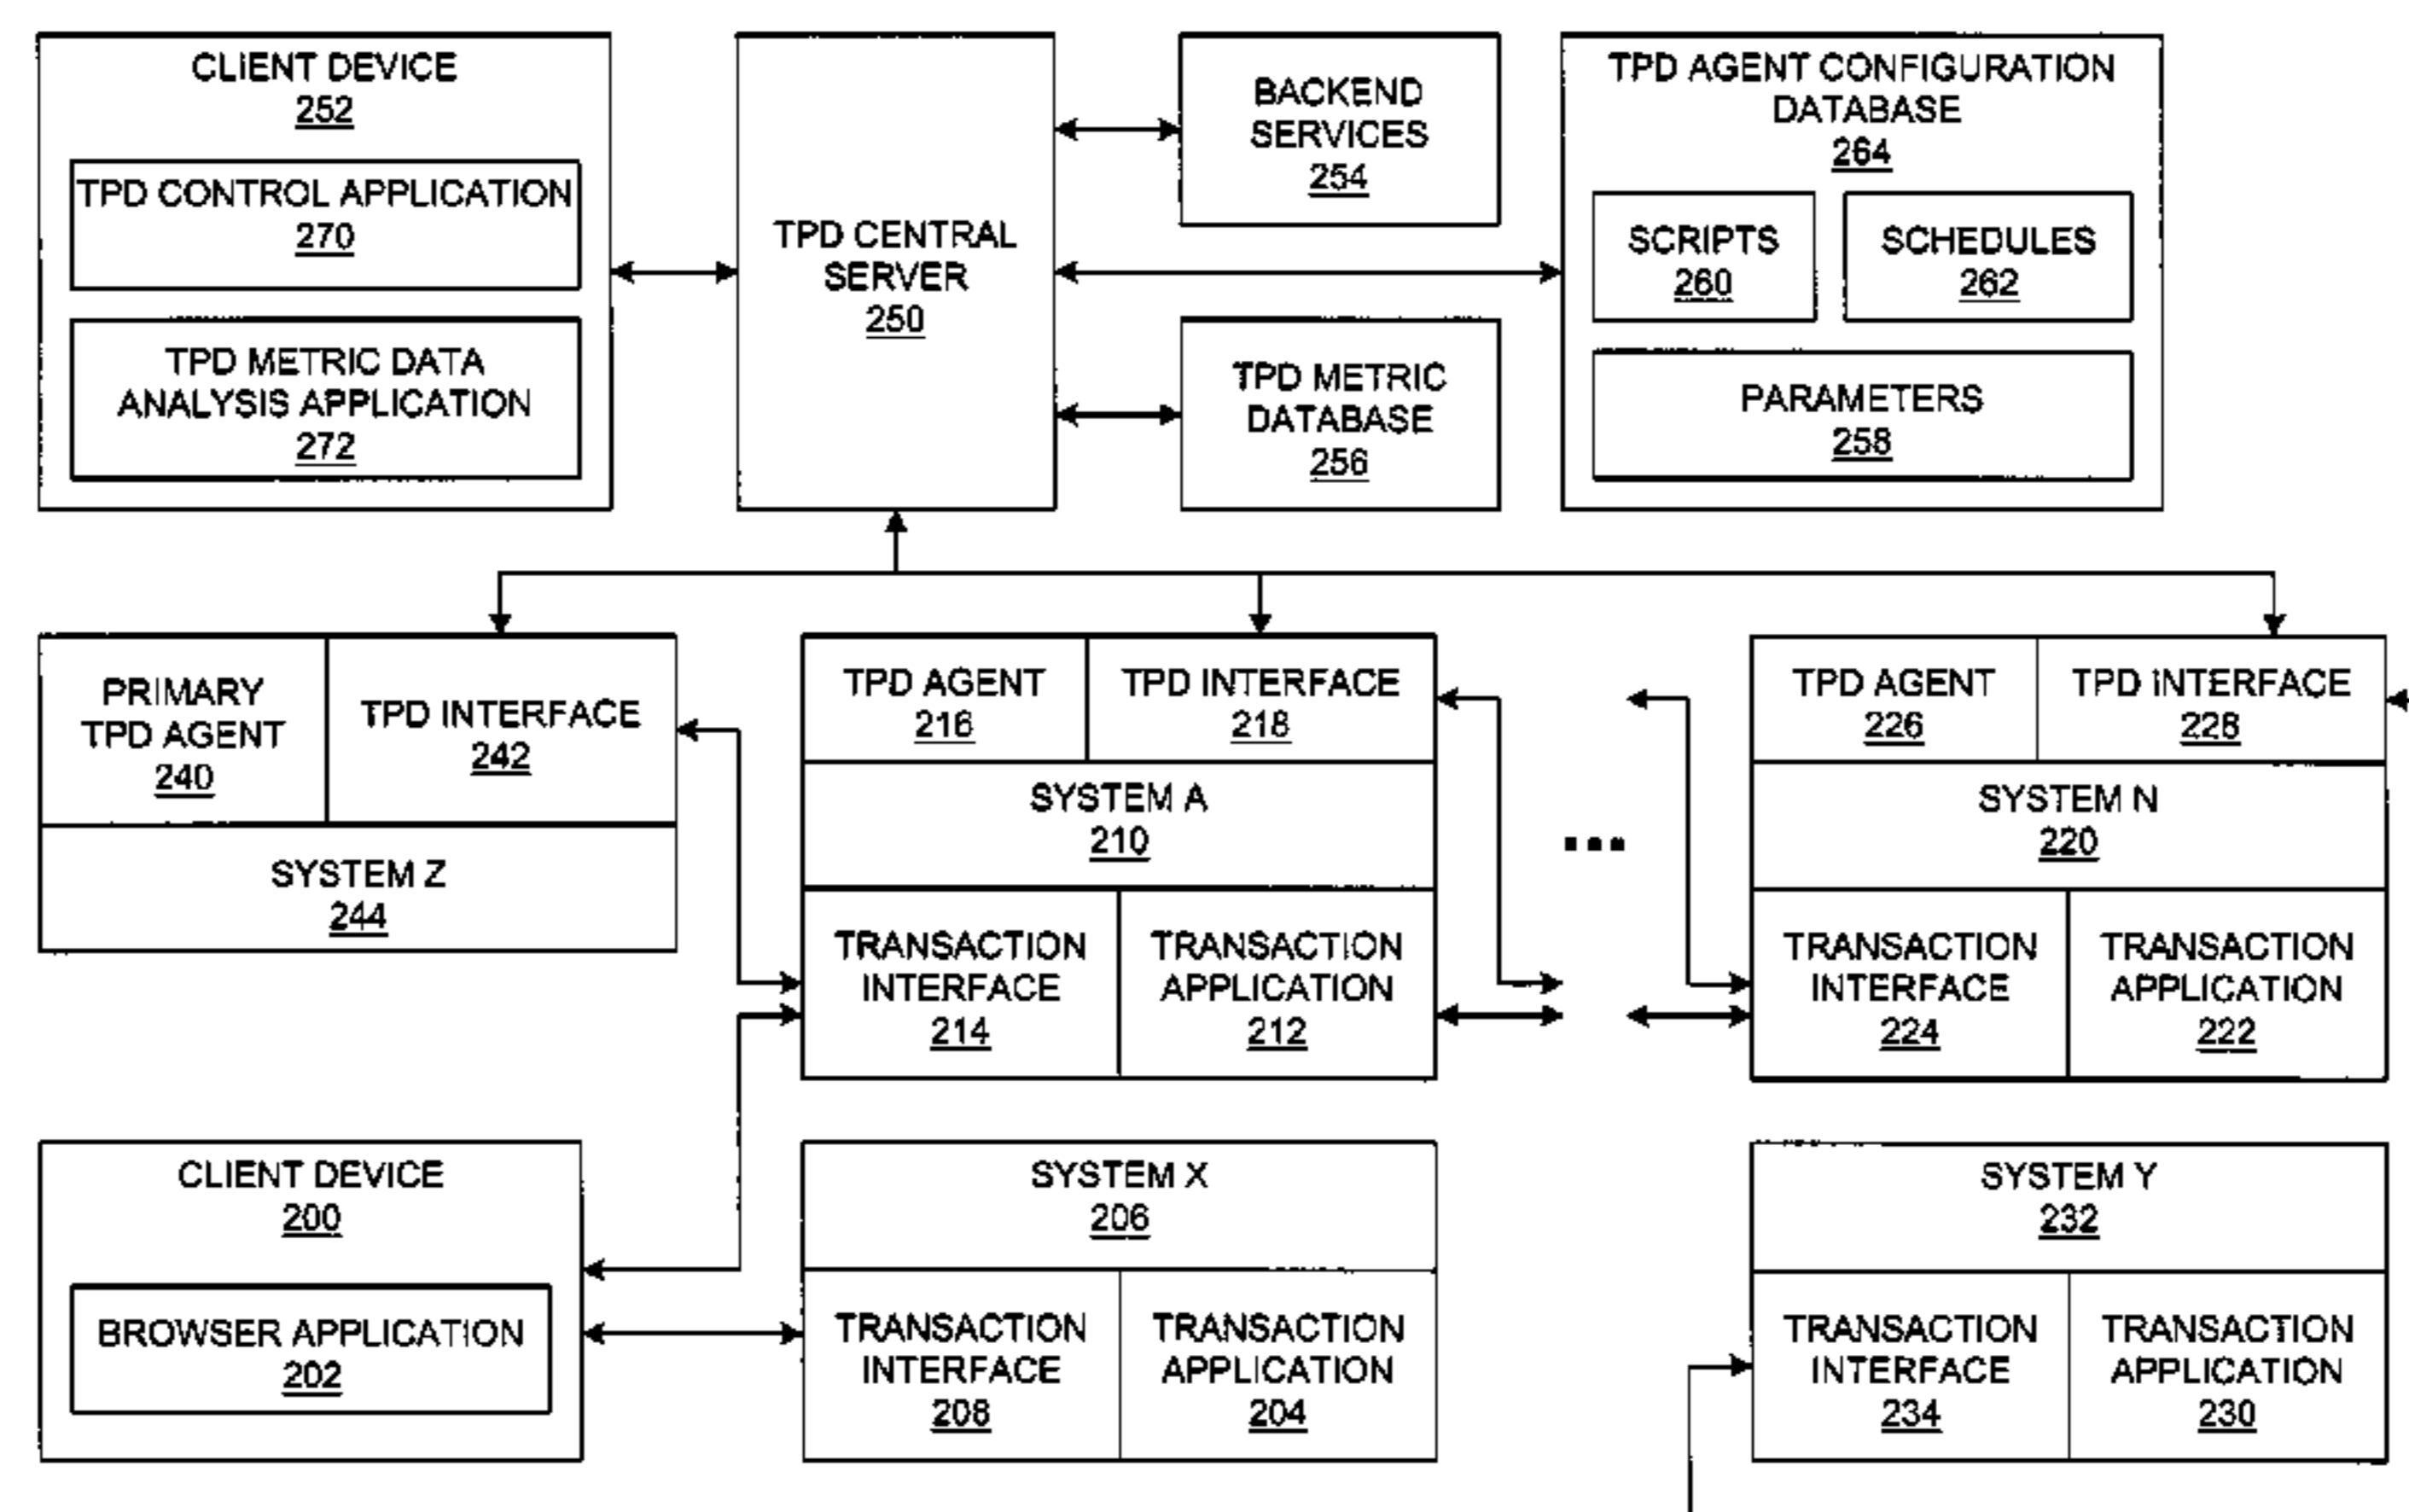 CLIENT DEVICE
252
TPD CONTROL APPLICATION
270
TPD METRIC DATA
ANALYSIS APPLICATION
272
TPD CENTRAL
SERVER
250
BACKEND
SERVICES
254
TPD METRIC
DATABASE
256
TPD AGENT CONFIGURATION
DATABASE
264
SCRIPTS
260
SCHEDULES
262
PARAMETERS
258
PRIMARY
TPD AGENT
240
TPD INTERFACE
242
SYSTEM Z
244
TPD AGENT
216
TPD INTERFACE
218
SYSTEM A
210
TRANSACTION
INTERFACE
214
TRANSACTION
APPLICATION
212
...
TPD AGENT
226
TPD INTERFACE
228
SYSTEM N
220
TRANSACTION
INTERFACE
224
TRANSACTION
APPLICATION
222
CLIENT DEVICE
200
BROWSER APPLICATION
202
SYSTEM X
206
TRANSACTION
INTERFACE
208
TRANSACTION
APPLICATION
204
SYSTEM Y
232
TRANSACTION
INTERFACE
234
TRANSACTION
APPLICATION
230